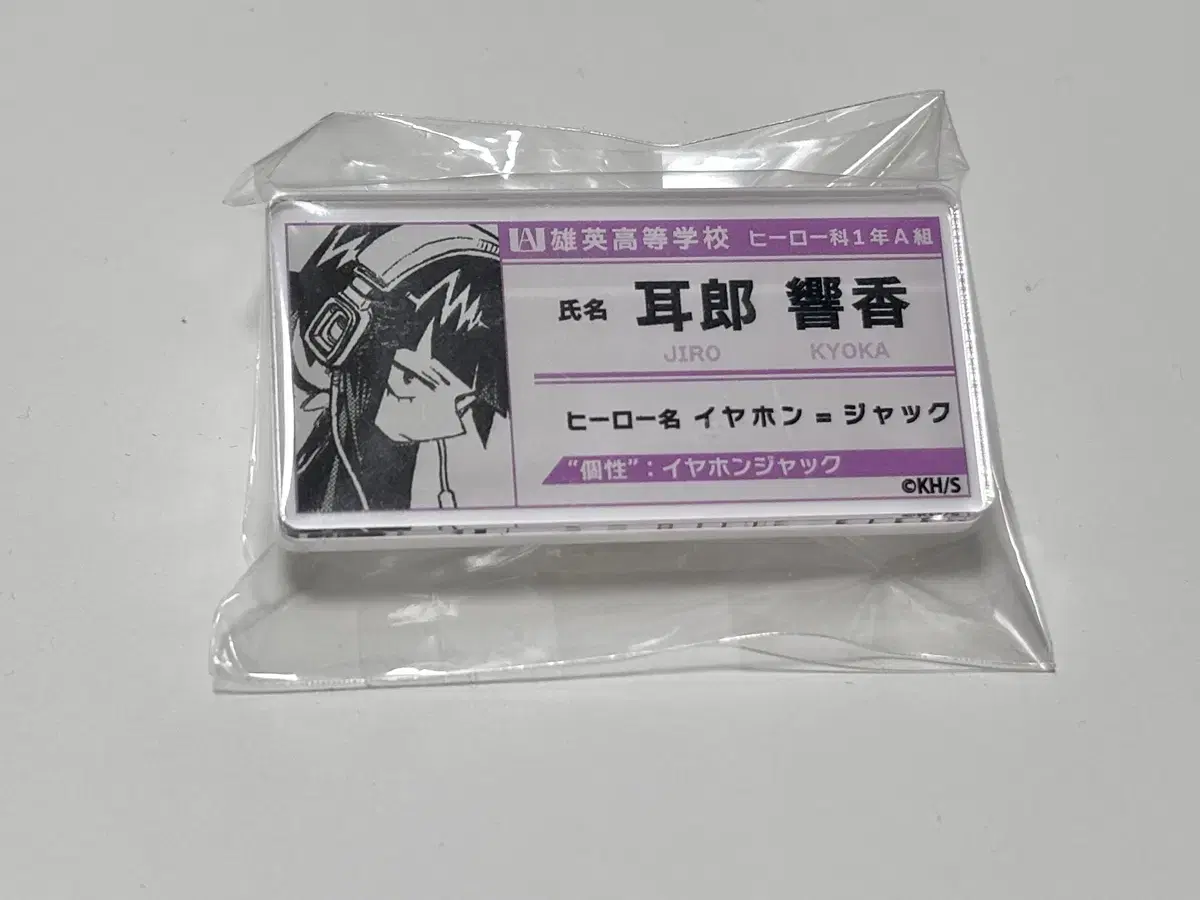 UA 雄英高等学校 ヒーロー科1年A組
氏名 耳郎 響香
JIRO KYOKA
ヒーロー名 イヤホン=ジャック
“個性”:イヤホンジャック
©KH/S